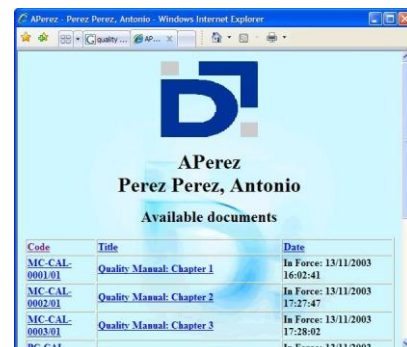 APerez - Perez Perez, Antonio - Windows Internet Explorer
quality ... AP... x
APerez
Perez Perez, Antonio
Available documents
Code Title Date
MC-CAL-0001/01 Quality Manual: Chapter 1 In Force: 13/11/2003 16:02:41
MC-CAL-0002/01 Quality Manual: Chapter 2 In Force: 13/11/2003 17:27:47
MC-CAL-0003/01 Quality Manual: Chapter 3 In Force: 13/11/2003 17:28:02